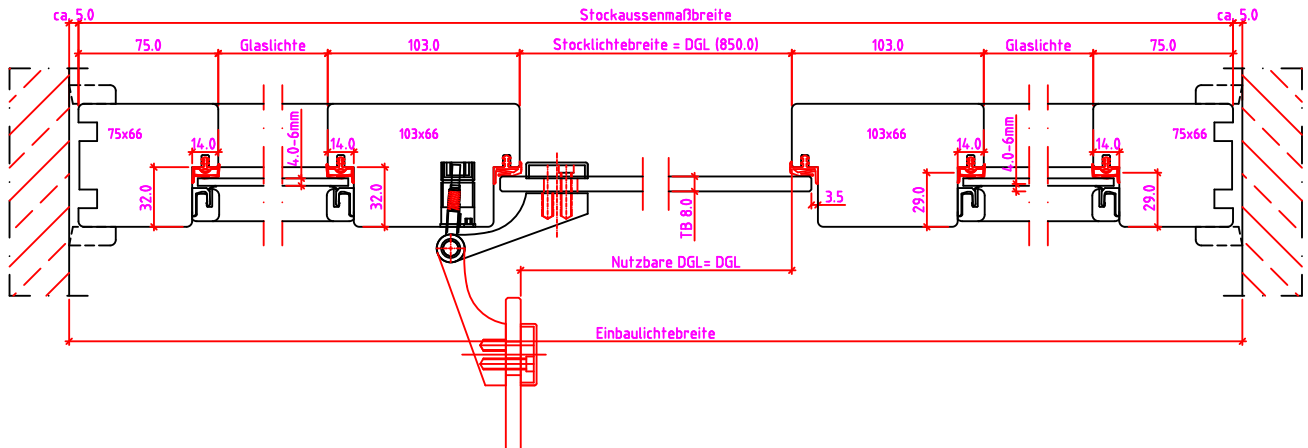 ca. 5.0
Stockaussenmaßbreite
ca. 5.0
75.0
Glaslichte
103.0
Stocklichtebreite = DGL (850.0)
103.0
Glaslichte
75.0
75x66
14.0
4.0-6mm
14.0
103x66
103x66
14.0
4.0-6mm
14.0
75x66
32.0
32.0
TB 8.0
3.5
29.0
29.0
Nutzbare DGL= DGL
Einbaulichtebreite